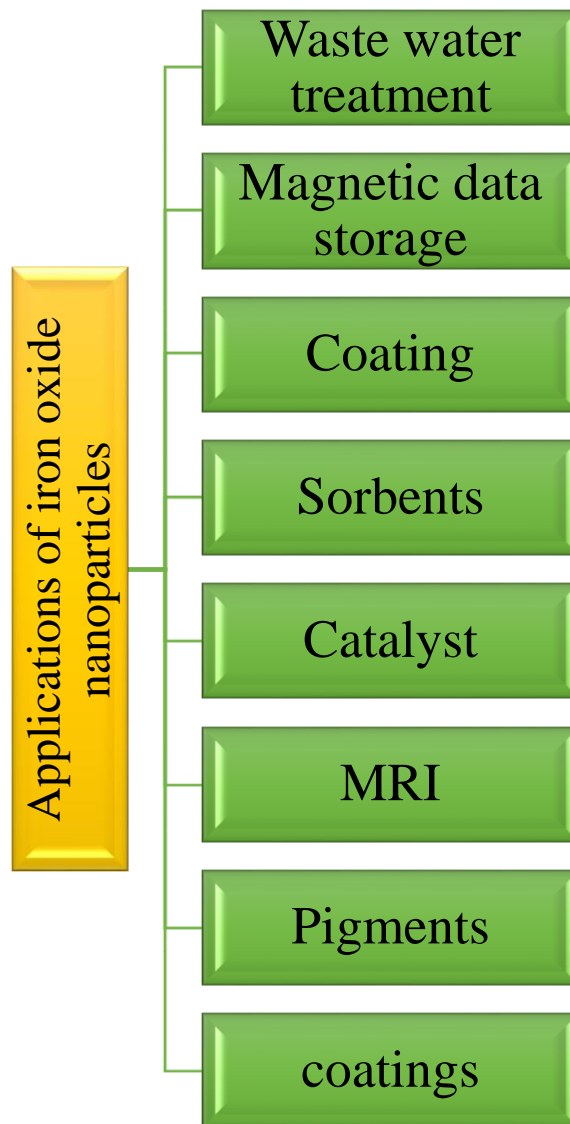 Applications of iron oxide
nanoparticles
Waste water
treatment
Magnetic data
storage
Coating
Sorbents
Catalyst
MRI
Pigments
coatings